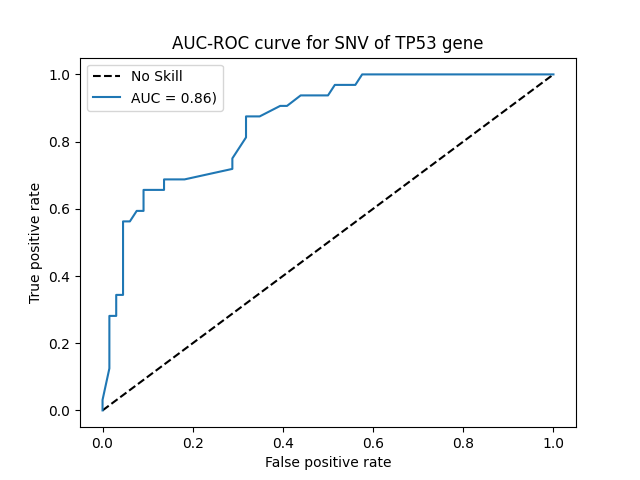 AUC-ROC curve for SNV of TP53 gene
No Skill
AUC = 0.86)
1.0
0.8
0.6
0.4
0.2
0.0
True positive rate
0.0 0.2 0.4 0.6 0.8 1.0
False positive rate